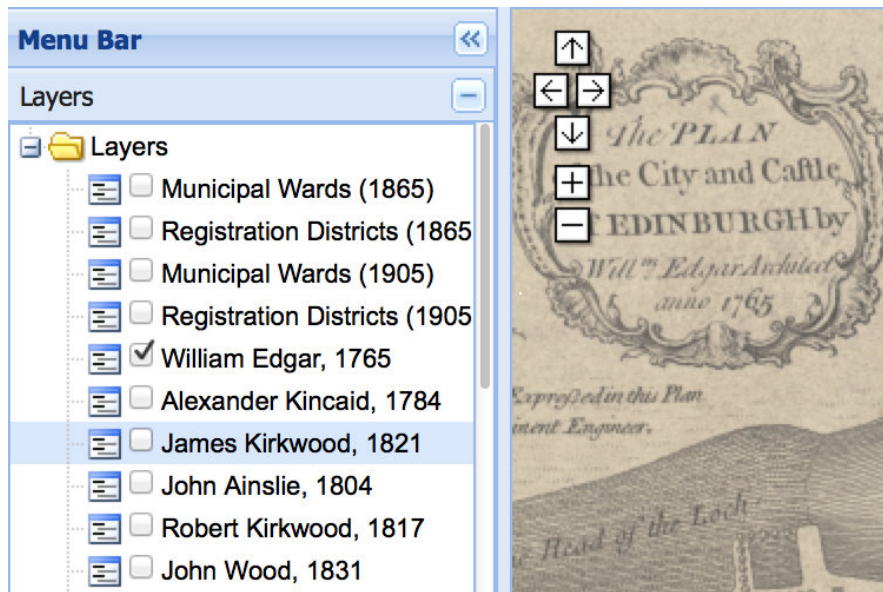 Menu Bar
Layers
Layers
Municipal Wards (1865)
Registration Districts (1865
Municipal Wards (1905)
Registration Districts (1905
William Edgar, 1765
Alexander Kincaid, 1784
James Kirkwood, 1821
John Ainslie, 1804
Robert Kirkwood, 1817
John Wood, 1831
The PLAN
the City and Castle
EDINBURGH by
Will.m Edgar Architect
anno 1765
Expressed in this Plan
inent Engineer.
Head of the Loch